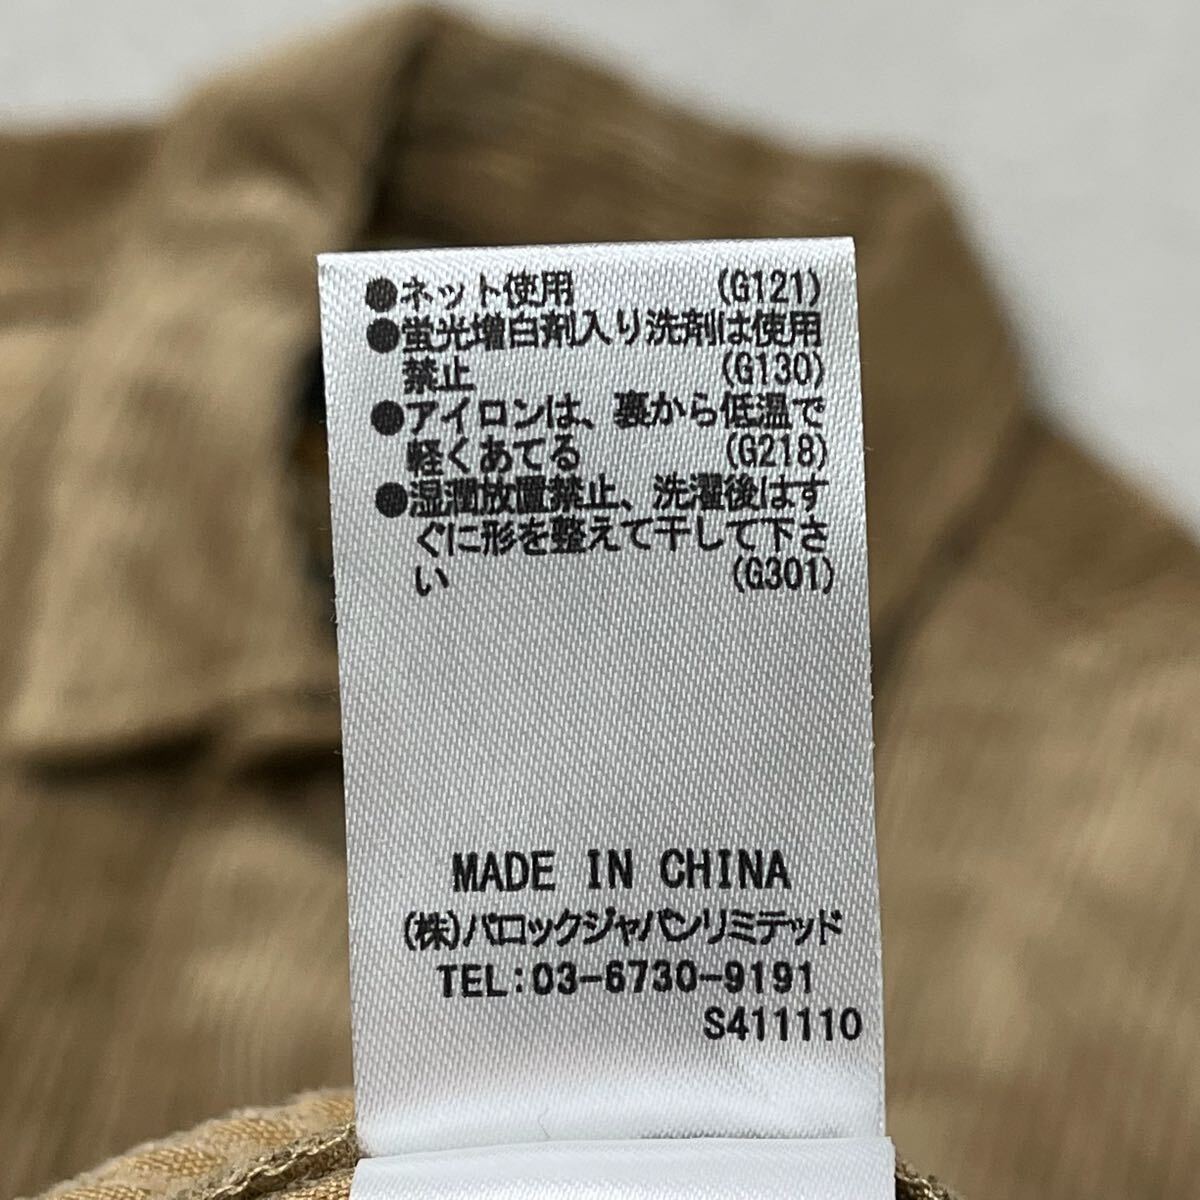 ●ネット使用 (G121)
●蛍光増白剤入り洗剤は使用
禁止 (G130)
●アイロンは、裏から低温で
軽くあてる (G218)
●湿潤放置禁止、洗濯後はす
ぐに形を整えて干して下さ
い (G301)
MADE IN CHINA
(株)バロックジャパンリミテッド
TEL:03-6730-9191
S411110